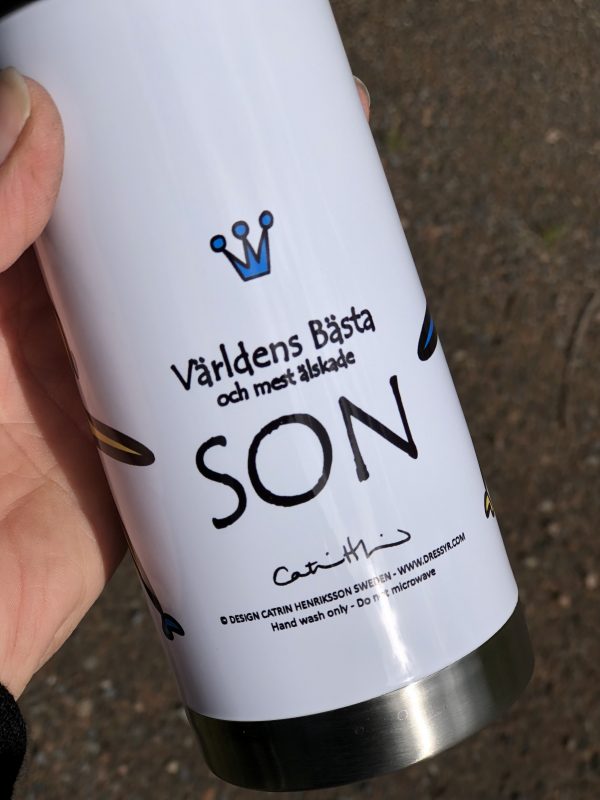 Världens Bästa
och mest älskade
SON
© DESIGN CATRIN HENRIKSSON SWEDEN - WWW.DRESSYR.COM
Hand wash only - Do not microwave